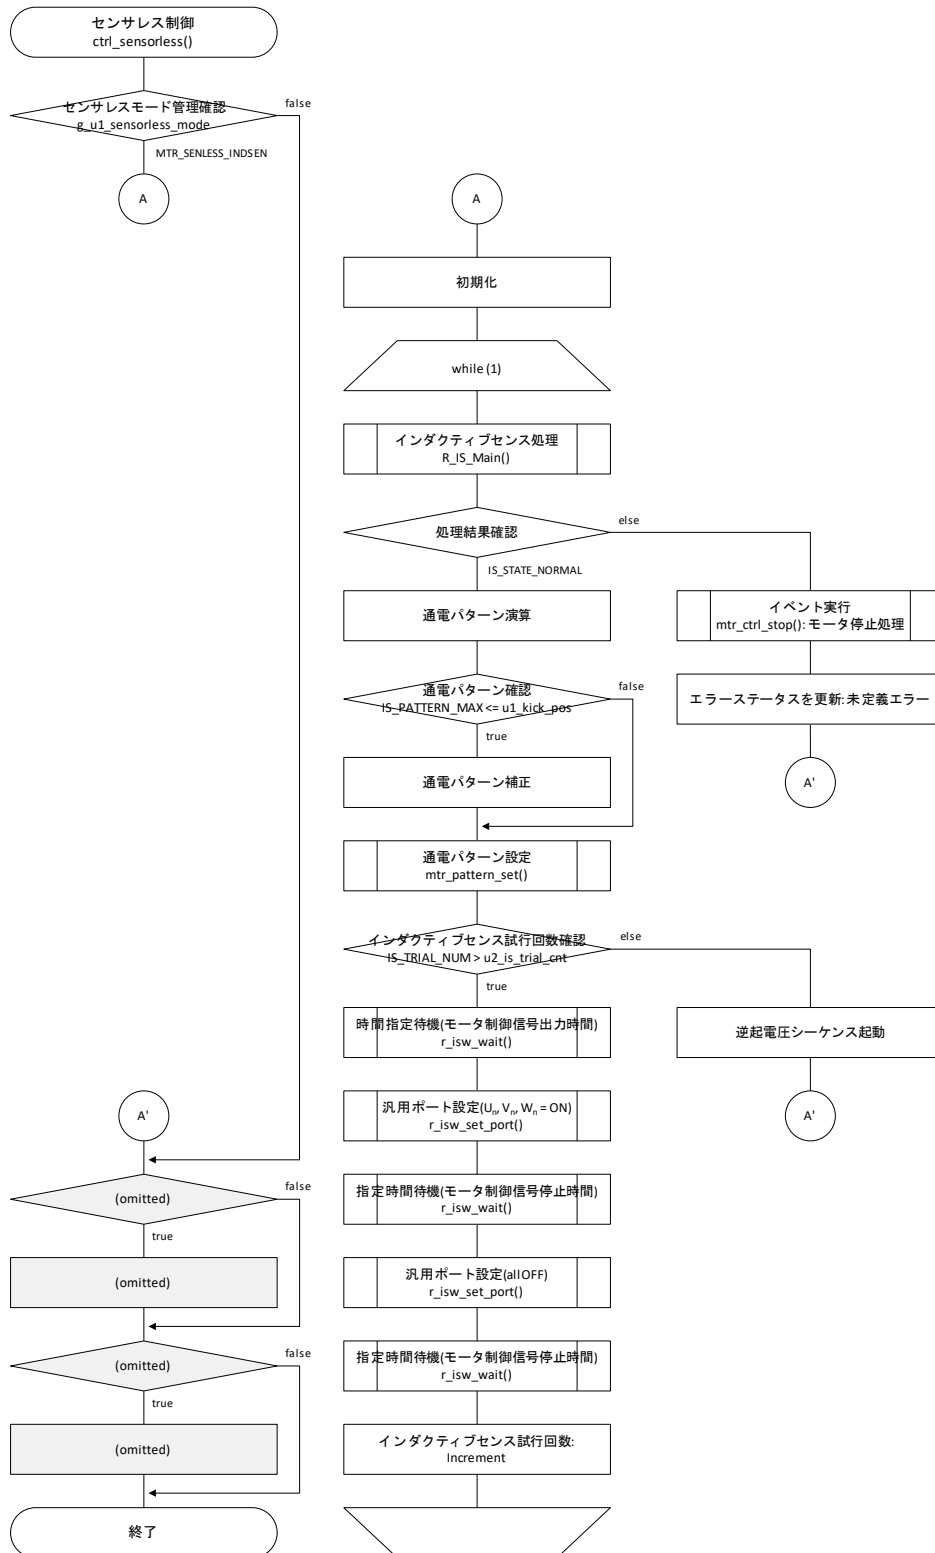 センサレス制御
ctrl_sensorless()
センサレスモード管理確認
g_u1_sensorless_mode
false
MTR_SENLESS_INDSEN
A
A
初期化
while (1)
インダクティブセンス処理
R_IS_Main()
処理結果確認
else
IS_STATE_NORMAL
通電パターン演算
イベント実行
mtr_ctrl_stop(): モータ停止処理
通電パターン確認
IS_PATTERN_MAX <= u1_kick_pos
false
true
エラーステータスを更新: 未定義エラー
通電パターン補正
A'
通電パターン設定
mtr_pattern_set()
インダクティブセンス試行回数確認
IS_TRIAL_NUM > u2_is_trial_cnt
else
true
時間指定待機(モータ制御信号出力時間)
r_isw_wait()
逆起電圧シーケンス起動
A'
汎用ポート設定(Un, Vn, Wn = ON)
r_isw_set_port()
指定時間待機(モータ制御信号停止時間)
r_isw_wait()
汎用ポート設定(allOFF)
r_isw_set_port()
指定時間待機(モータ制御信号停止時間)
r_isw_wait()
インダクティブセンス試行回数:
Increment
A'
(omitted)
false
true
(omitted)
(omitted)
false
true
(omitted)
終了